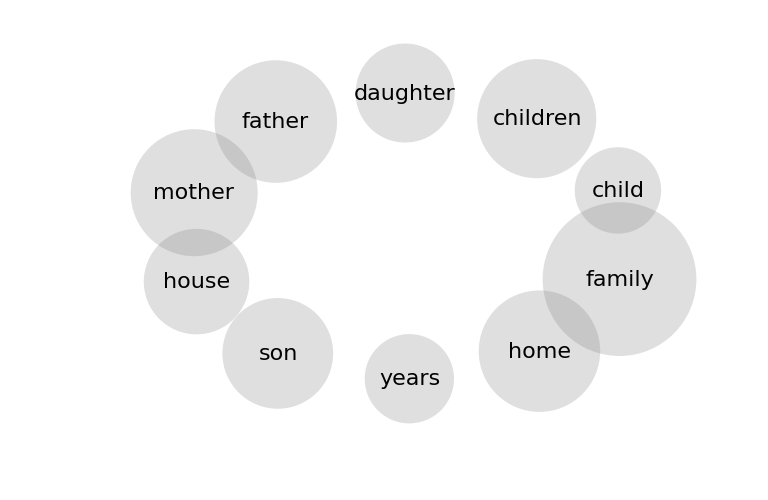 daughter
father
children
mother
child
house
family
son
home
years